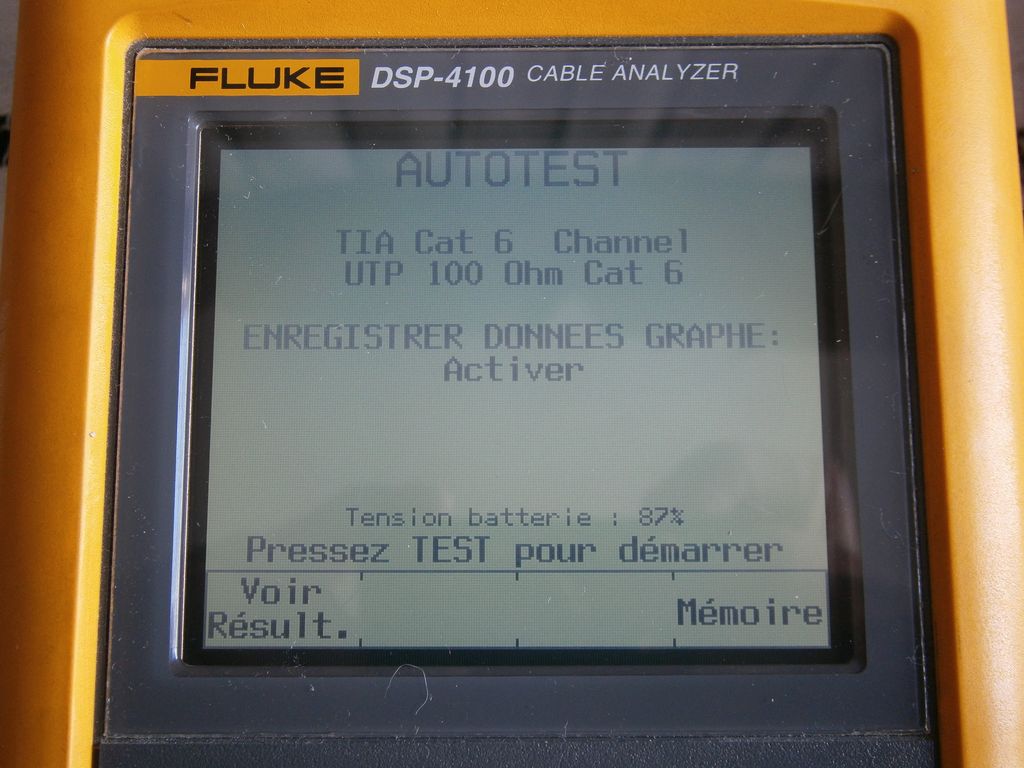 FLUKE DSP-4100 CABLE ANALYZER
AUTOTEST
TIA Cat 6 Channel
UTP 100 Ohm Cat 6
ENREGISTRER DONNEES GRAPHE:
Activer
Tension batterie : 87%
Pressez TEST pour démarrer
Voir
Résult.
Mémoire